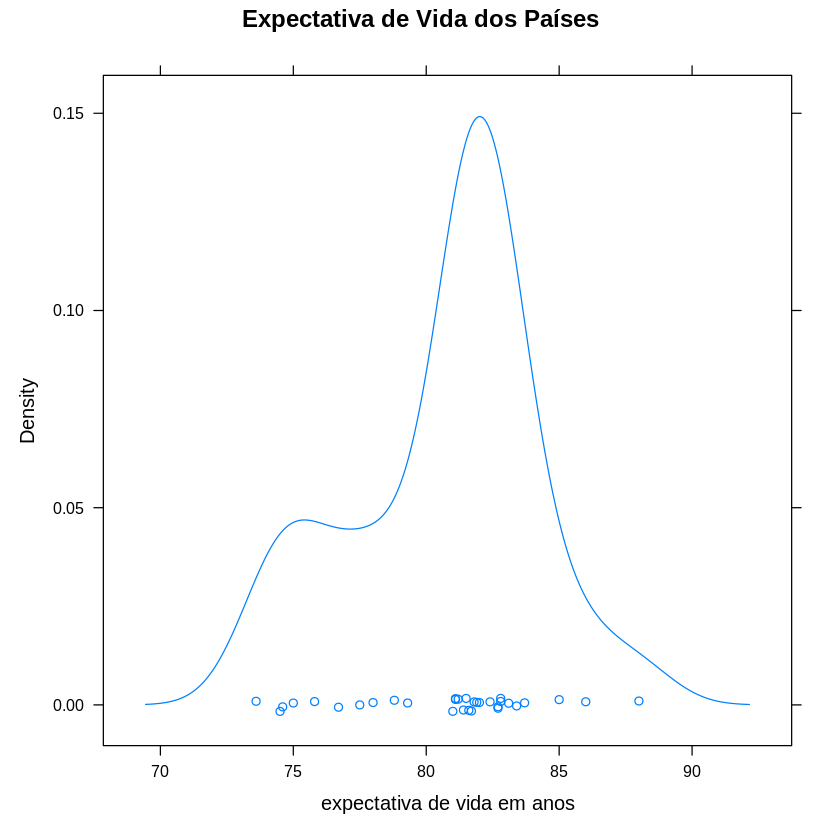 Expectativa de Vida dos Países
0.15
0.10
0.05
0.00
Density
70 75 80 85 90
expectativa de vida em anos